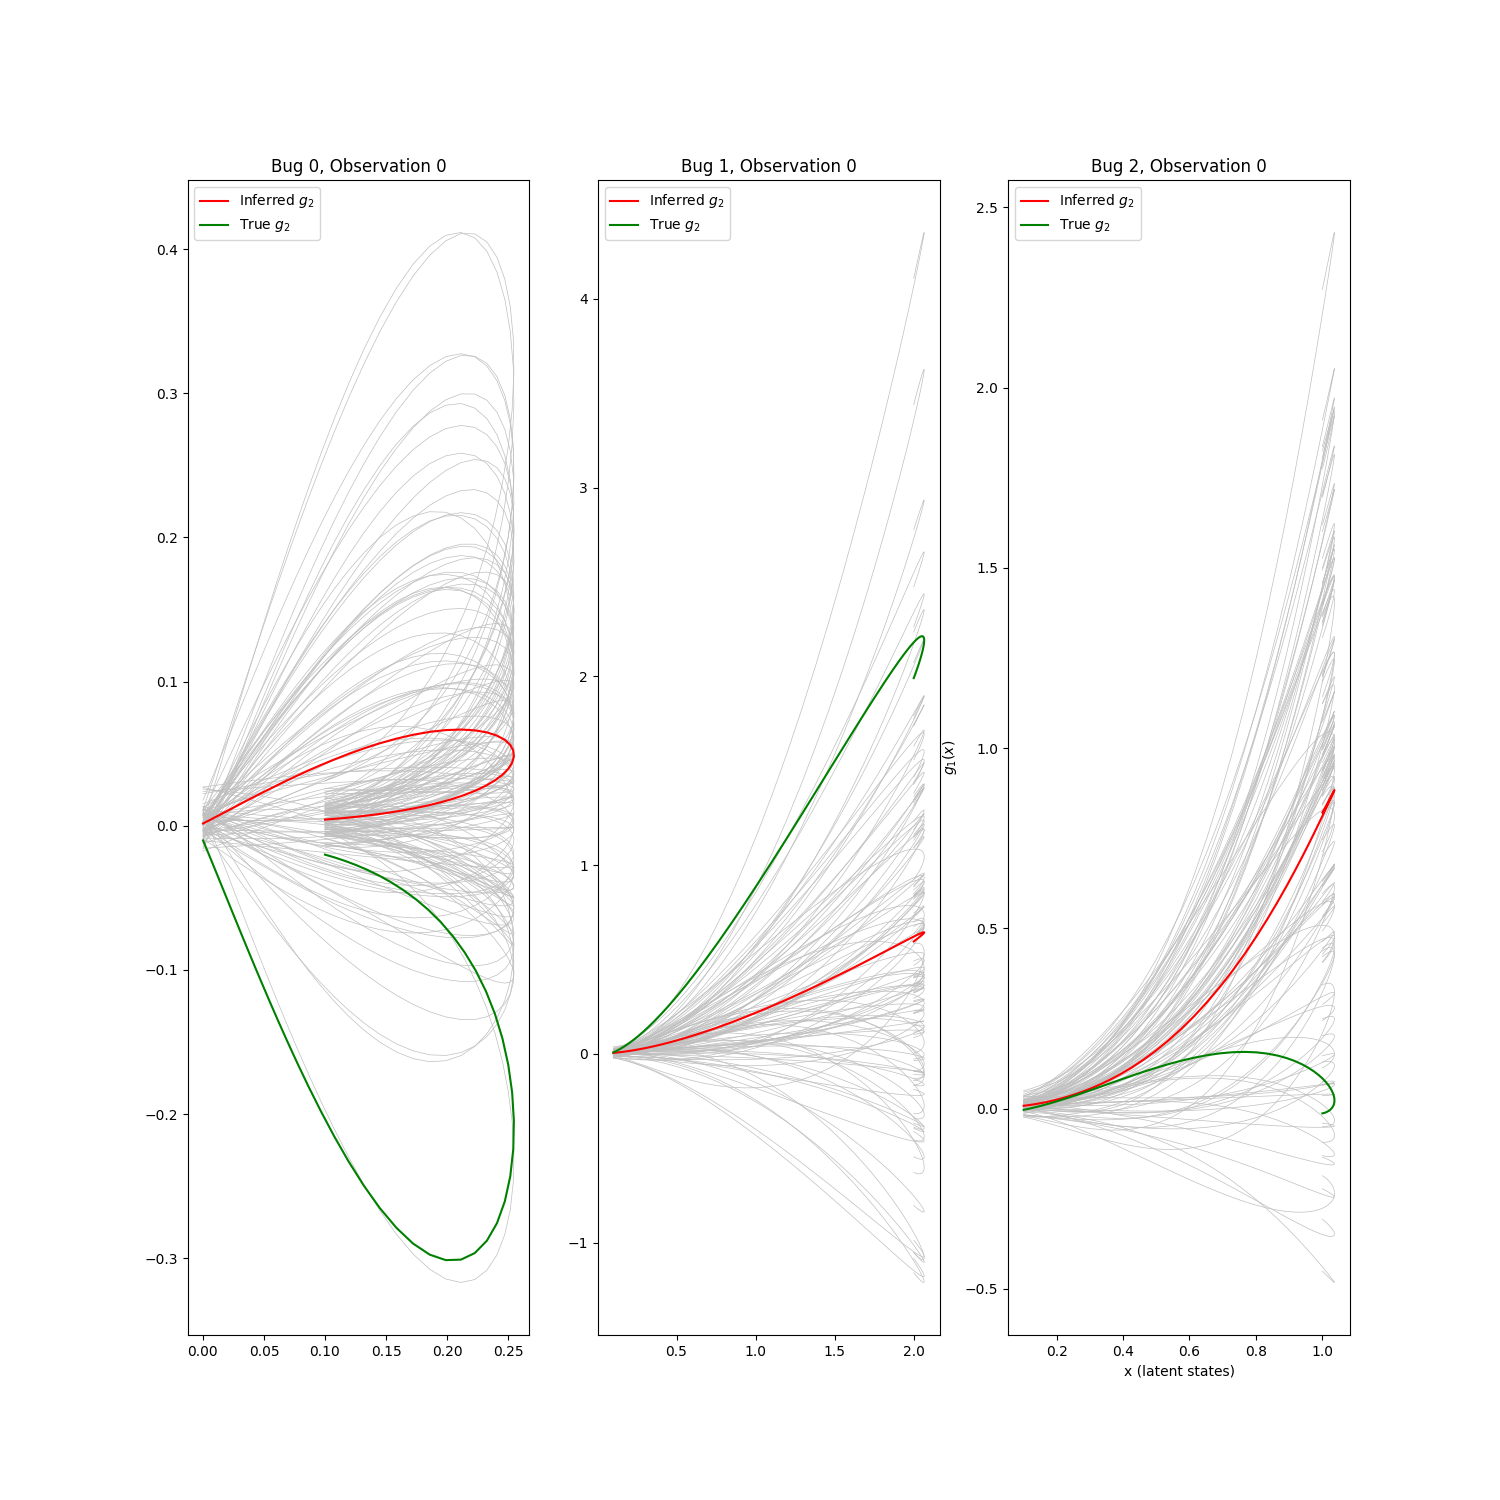 Bug 0, Observation 0
Inferred g₂
True g₂
0.4
0.3
0.2
0.1
0.0
−0.1
−0.2
−0.3
0.00 0.05 0.10 0.15 0.20 0.25
Bug 1, Observation 0
Inferred g₂
True g₂
4
3
2
1
0
−1
0.5 1.0 1.5 2.0
Bug 2, Observation 0
Inferred g₂
True g₂
g₁(x)
2.5
2.0
1.5
1.0
0.5
0.0
−0.5
0.2 0.4 0.6 0.8 1.0
x (latent states)